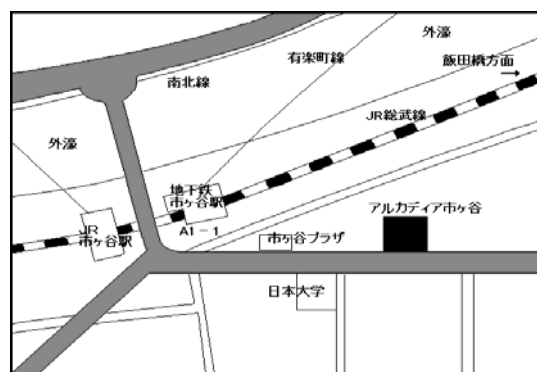 外濠
有楽町線
飯田橋方面
→
南北線
JR総武線
外濠
地下鉄
市ヶ谷駅
アルカディア市ヶ谷
JR
市ヶ谷駅
A1-1
市ヶ谷プラザ
日本大学